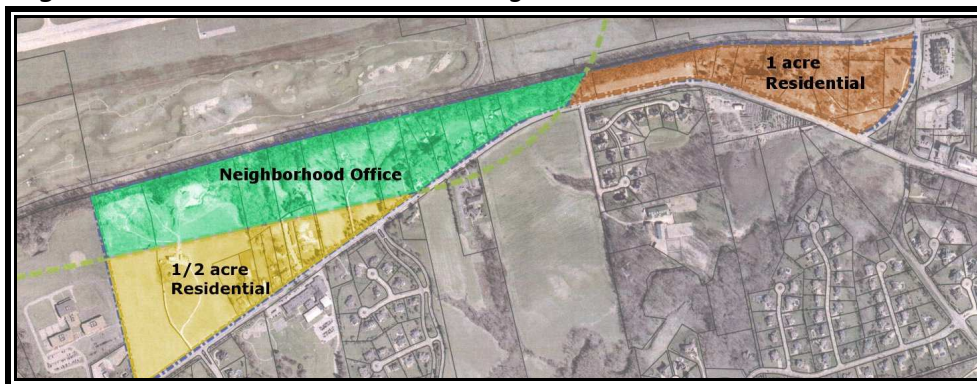 1 acre
Residential
Neighborhood Office
1/2 acre
Residential